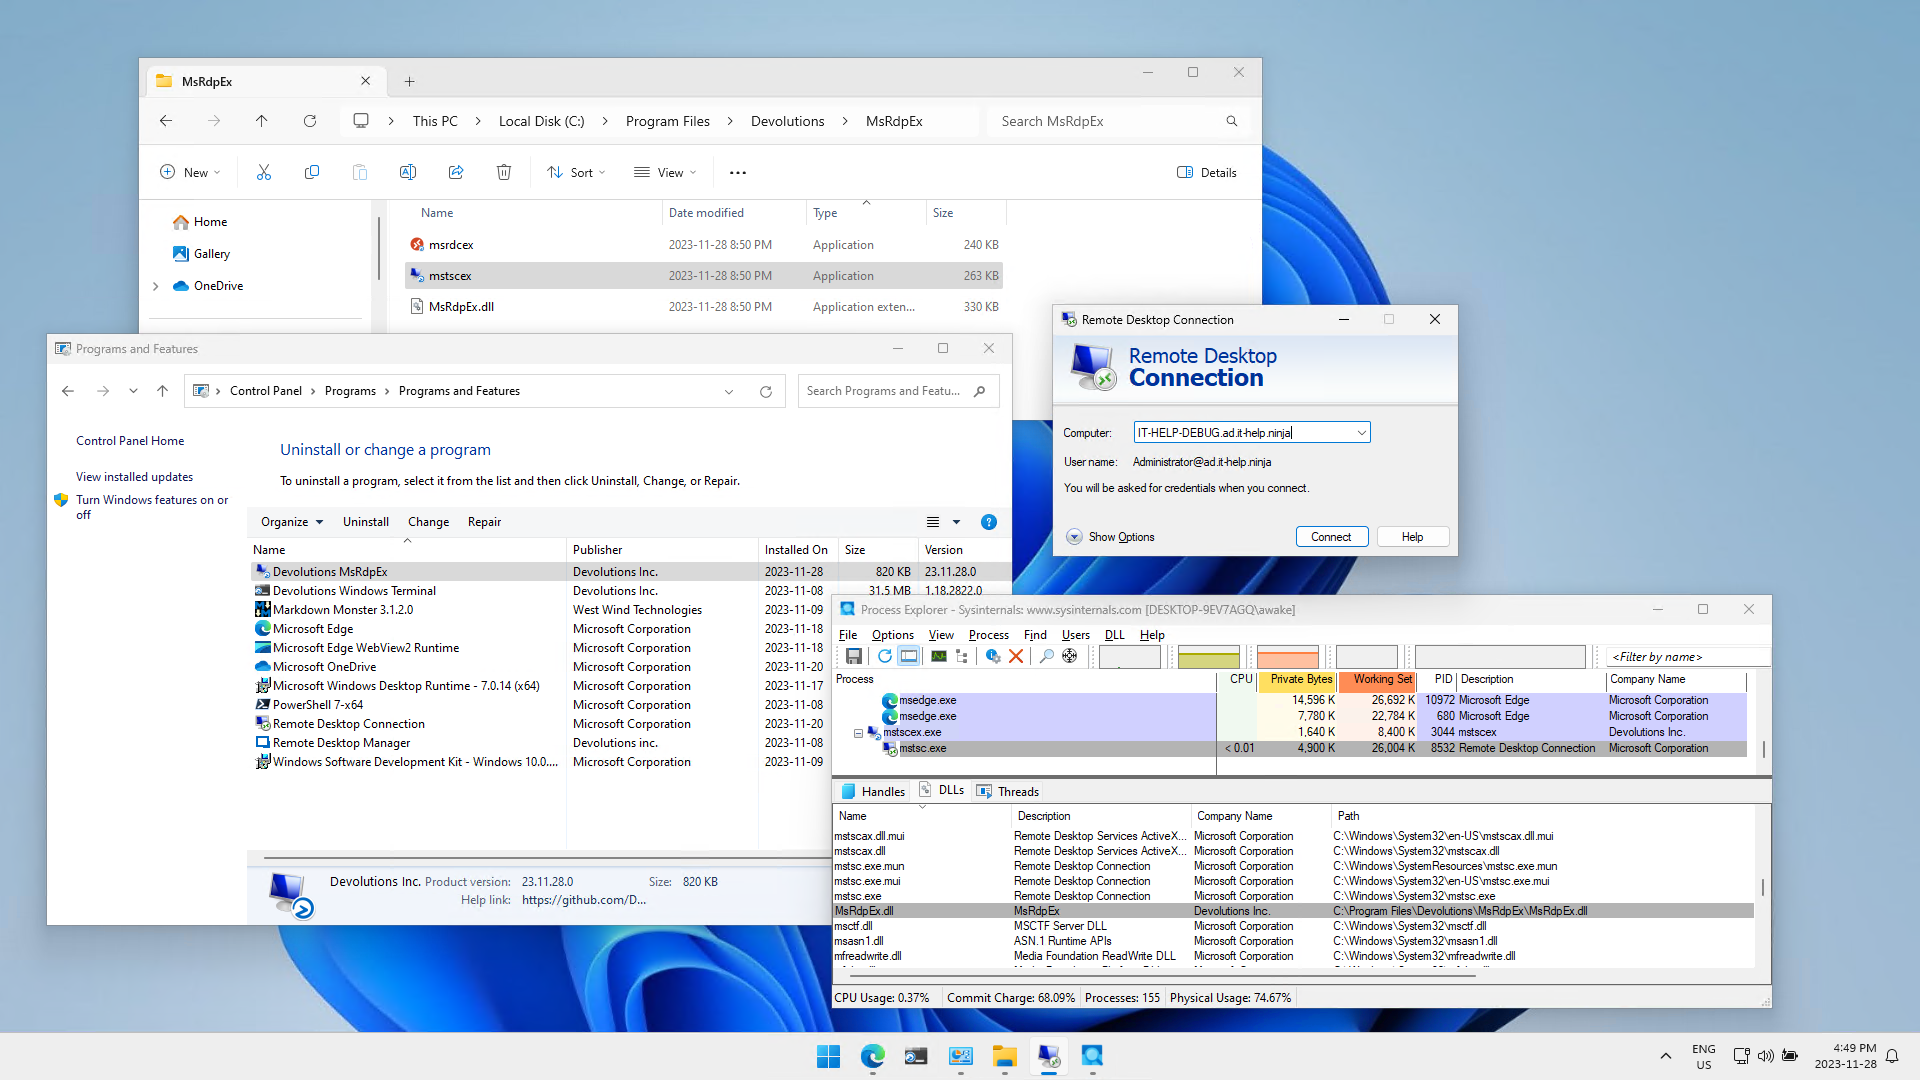 MsRdpEx
This PC Local Disk (C:) Program Files Devolutions MsRdpEx Search MsRdpEx
New Sort View Details
Home
Gallery
OneDrive
Name Date modified Type Size
msrdcex 2023-11-28 8:50 PM Application 240 KB
mstscex 2023-11-28 8:50 PM Application 263 KB
MsRdpEx.dll 2023-11-28 8:50 PM Application exten... 330 KB
Programs and Features
Control Panel Programs Programs and Features Search Programs and Featu...
Control Panel Home
View installed updates
Turn Windows features on or
off
Uninstall or change a program
To uninstall a program, select it from the list and then click Uninstall, Change, or Repair.
Organize Uninstall Change Repair
Name Publisher Installed On Size Version
Devolutions MsRdpEx Devolutions Inc. 2023-11-28 820 KB 23.11.28.0
Devolutions Windows Terminal Devolutions Inc. 2023-11-08 31.5 MB 1.18.2822.0
Markdown Monster 3.1.2.0 West Wind Technologies 2023-11-09
Microsoft Edge Microsoft Corporation 2023-11-18
Microsoft Edge WebView2 Runtime Microsoft Corporation 2023-11-18
Microsoft OneDrive Microsoft Corporation 2023-11-20
Microsoft Windows Desktop Runtime - 7.0.14 (x64) Microsoft Corporation 2023-11-17
PowerShell 7-x64 Microsoft Corporation 2023-11-08
Remote Desktop Connection Microsoft Corporation 2023-11-20
Remote Desktop Manager Devolutions inc. 2023-11-08
Windows Software Development Kit - Windows 10.0.... Microsoft Corporation 2023-11-09
Devolutions Inc. Product version: 23.11.28.0 Size: 820 KB
Help link: https://github.com/D...
Remote Desktop Connection
Remote Desktop
Connection
Computer: IT-HELP-DEBUG.ad.it-help.ninja
User name: Administrator@ad.it-help.ninja
You will be asked for credentials when you connect.
Show Options Connect Help
Process Explorer - Sysinternals: www.sysinternals.com [DESKTOP-9EV7AGQ\awake]
File Options View Process Find Users DLL Help
<Filter by name>
Process CPU Private Bytes Working Set PID Description Company Name
msedge.exe 14,596 K 26,692 K 10972 Microsoft Edge Microsoft Corporation
msedge.exe 7,780 K 22,784 K 680 Microsoft Edge Microsoft Corporation
mstscex.exe 1,640 K 8,400 K 3044 mstscex Devolutions Inc.
mstsc.exe < 0.01 4,900 K 26,004 K 8532 Remote Desktop Connection Microsoft Corporation
Handles DLLs Threads
Name Description Company Name Path
mstscax.dll.mui Remote Desktop Services ActiveX... Microsoft Corporation C:\Windows\System32\en-US\mstscax.dll.mui
mstscax.dll Remote Desktop Services ActiveX... Microsoft Corporation C:\Windows\System32\mstscax.dll
mstsc.exe.mun Remote Desktop Connection Microsoft Corporation C:\Windows\SystemResources\mstsc.exe.mun
mstsc.exe.mui Remote Desktop Connection Microsoft Corporation C:\Windows\System32\en-US\mstsc.exe.mui
mstsc.exe Remote Desktop Connection Microsoft Corporation C:\Windows\System32\mstsc.exe
MsRdpEx.dll MsRdpEx Devolutions Inc. C:\Program Files\Devolutions\MsRdpEx\MsRdpEx.dll
msctf.dll MSCTF Server DLL Microsoft Corporation C:\Windows\System32\msctf.dll
msasn1.dll ASN.1 Runtime APIs Microsoft Corporation C:\Windows\System32\msasn1.dll
mfreadwrite.dll Media Foundation ReadWrite DLL Microsoft Corporation C:\Windows\System32\mfreadwrite.dll
CPU Usage: 0.37% Commit Charge: 68.09% Processes: 155 Physical Usage: 74.67%
ENG
US
4:49 PM
2023-11-28